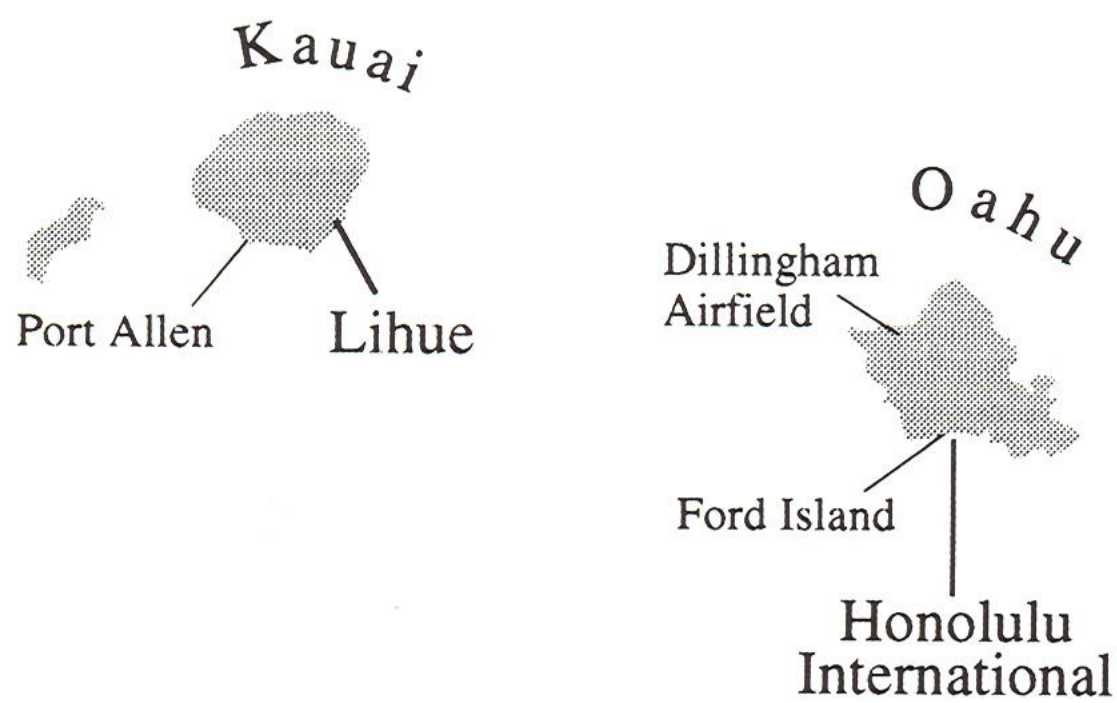 Kauai
Port Allen
Lihue
Oahu
Dillingham
Airfield
Ford Island
Honolulu
International